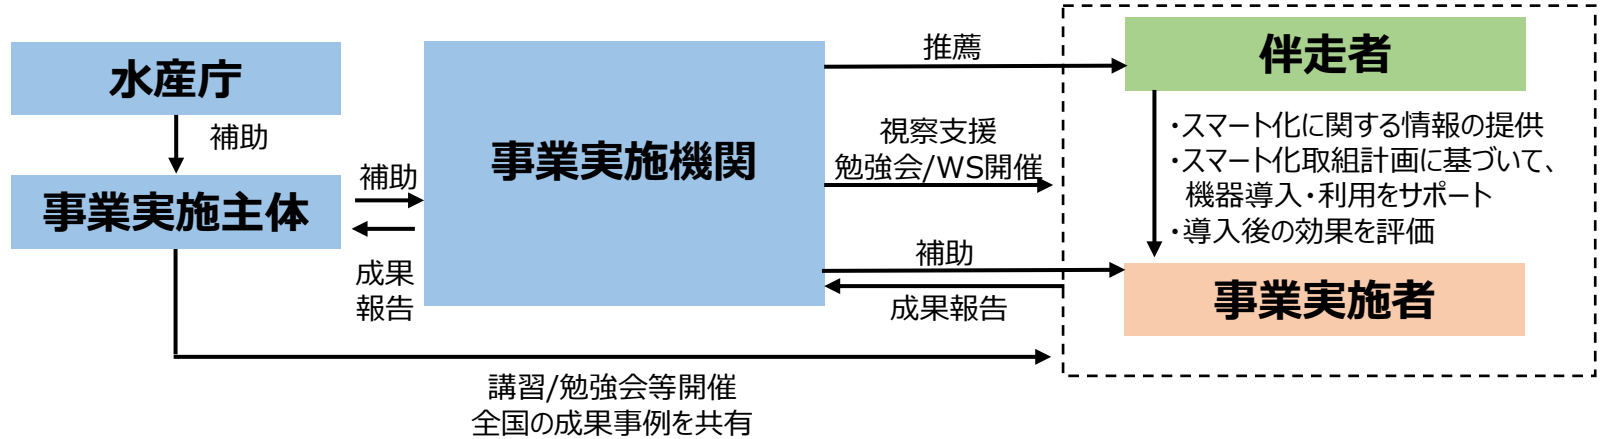 水産庁
補助
事業実施主体
補助
成果
報告
事業実施機関
推薦
視察支援
勉強会/WS開催
補助
成果報告
伴走者
・スマート化に関する情報の提供
・スマート化取組計画に基づいて、
機器導入・利用をサポート
・導入後の効果を評価
事業実施者
講習/勉強会等開催
全国の成果事例を共有